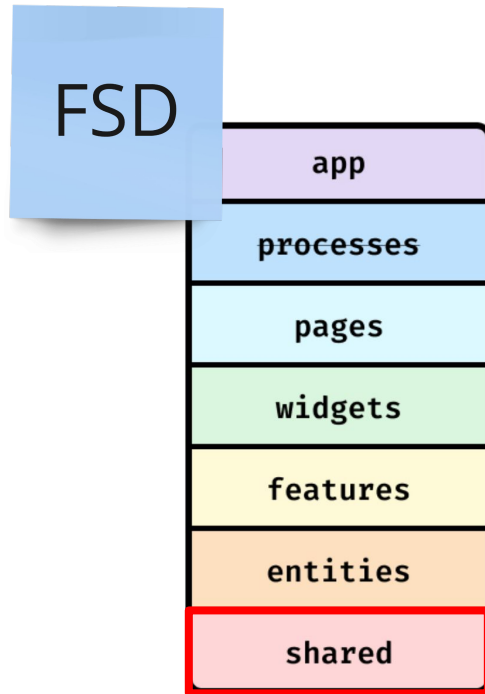 FSD
app
processes
pages
widgets
features
entities
shared